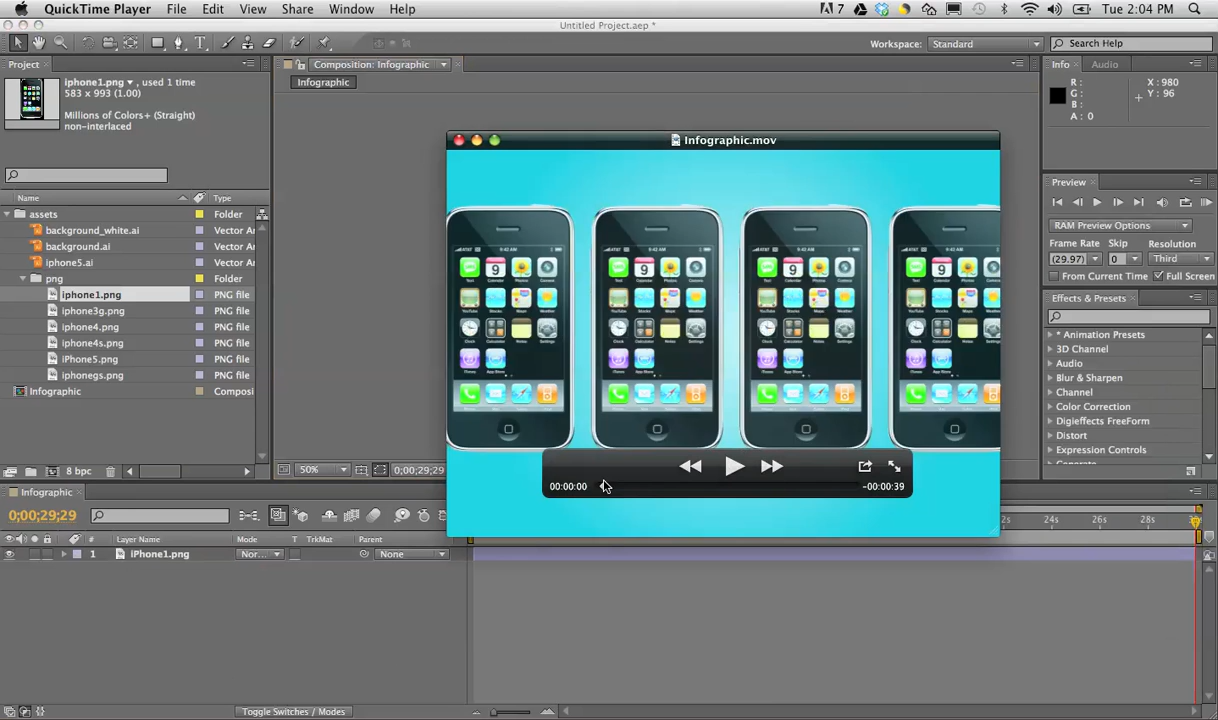 QuickTime Player File Edit View Share Window Help 7 Tue 2:04 PM
Untitled Project.aep *
Workspace: Standard Search Help
Project
iphone1.png , used 1 time
583 x 993 (1.00)
Millions of Colors+ (Straight)
non-interlaced
Name Type
assets Folder
background_white.ai Vector Ar
background.ai Vector Ar
iphone5.ai Vector Ar
png Folder
iphone1.png PNG file
iphone3g.png PNG file
iphone4.png PNG file
iphone4s.png PNG file
iPhone5.png PNG file
iphonegs.png PNG file
Infographic Composi
8 bpc
Composition: Infographic
Infographic
50% 0;00;29;29
Infographic.mov
00:00:00 -00:00:39
Info Audio
R : X : 980
G : Y : 96
B :
A : 0
Preview
RAM Preview Options
Frame Rate Skip Resolution
(29.97) 0 Third
From Current Time Full Screen
Effects & Presets
* Animation Presets
3D Channel
Audio
Blur & Sharpen
Channel
Color Correction
Digieffects FreeForm
Distort
Expression Controls
Infographic
0;00;29;29
# Layer Name Mode T TrkMat Parent
1 iPhone1.png Nor... None
24s 26s 28s
Toggle Switches / Modes